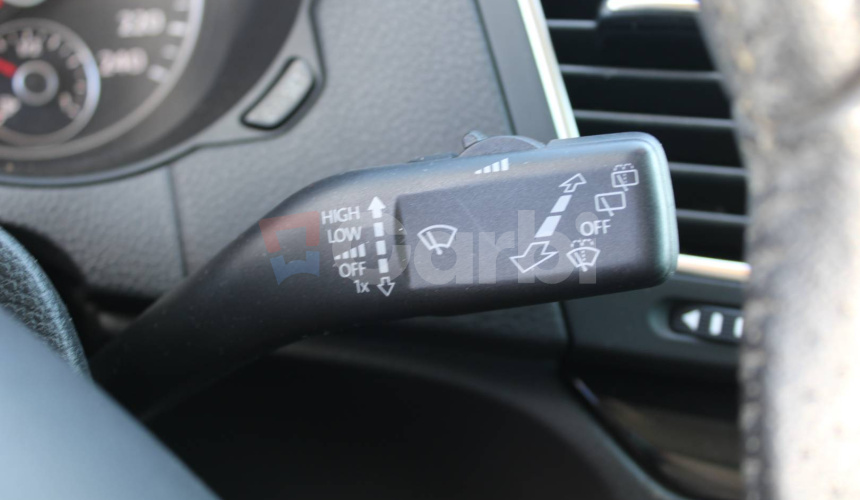 220
240
HIGH
LOW
OFF
1x
OFF
Carbi